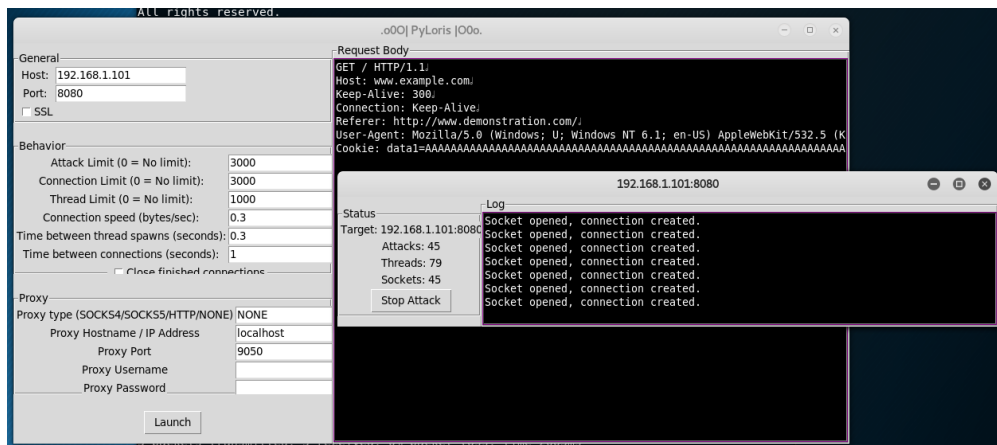 All rights reserved.
.o0O| PyLoris |O0o.
General
Host: 192.168.1.101
Port: 8080
SSL
Behavior
Attack Limit (0 = No limit): 3000
Connection Limit (0 = No limit): 3000
Thread Limit (0 = No limit): 1000
Connection speed (bytes/sec): 0.3
Time between thread spawns (seconds): 0.3
Time between connections (seconds): 1
Close finished connections
Proxy
Proxy type (SOCKS4/SOCKS5/HTTP/NONE) NONE
Proxy Hostname / IP Address localhost
Proxy Port 9050
Proxy Username
Proxy Password
Launch
Request Body
GET / HTTP/1.1
Host: www.example.com
Keep-Alive: 300
Connection: Keep-Alive
Referer: http://www.demonstration.com/
User-Agent: Mozilla/5.0 (Windows; U; Windows NT 6.1; en-US) AppleWebKit/532.5 (K
Cookie: data1=AAAAAAAAAAAAAAAAAAAAAAAAAAAAAAAAAAAAAAAAAAAAAAAAAAAAAAAAAAAAAAAAAA
192.168.1.101:8080
Status
Target: 192.168.1.101:8080
Attacks: 45
Threads: 79
Sockets: 45
Stop Attack
Log
Socket opened, connection created.
Socket opened, connection created.
Socket opened, connection created.
Socket opened, connection created.
Socket opened, connection created.
Socket opened, connection created.
Socket opened, connection created.